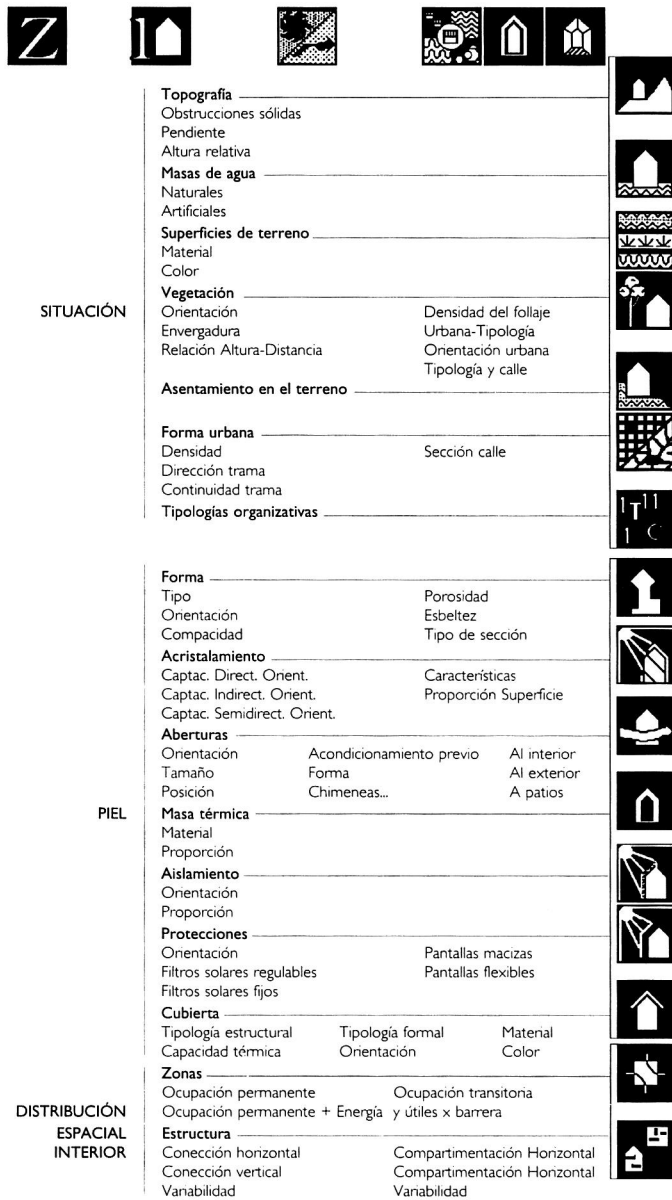 Z 1
Topografía
Obstrucciones sólidas
Pendiente
Altura relativa
Masas de agua
Naturales
Artificiales
Superficies de terreno
Material
Color
Vegetación
SITUACIÓN Orientación Densidad del follaje
Envergadura Urbana-Tipología
Relación Altura-Distancia Orientación urbana
Tipología y calle
Asentamiento en el terreno
Forma urbana
Densidad Sección calle
Dirección trama
Continuidad trama
Tipologías organizativas
1 T 11
1 C
Forma
Tipo Porosidad
Orientación Esbeltez
Compacidad Tipo de sección
Acristalamiento
Captac. Direct. Orient. Características
Captac. Indirect. Orient. Proporción Superficie
Captac. Semidirect. Orient.
Aberturas
Orientación Acondicionamiento previo Al interior
Tamaño Forma Al exterior
Posición Chimeneas... A patios
PIEL Masa térmica
Material
Proporción
Aislamiento
Orientación
Proporción
Protecciones
Orientación Pantallas macizas
Filtros solares regulables Pantallas flexibles
Filtros solares fijos
Cubierta
Tipología estructural Tipología formal Material
Capacidad térmica Orientación Color
Zonas
Ocupación permanente Ocupación transitoria
DISTRIBUCIÓN Ocupación permanente + Energía y útiles x barrera
ESPACIAL Estructura
INTERIOR Conección horizontal Compartimentación Horizontal
Conección vertical Compartimentación Horizontal
Variabilidad Variabilidad